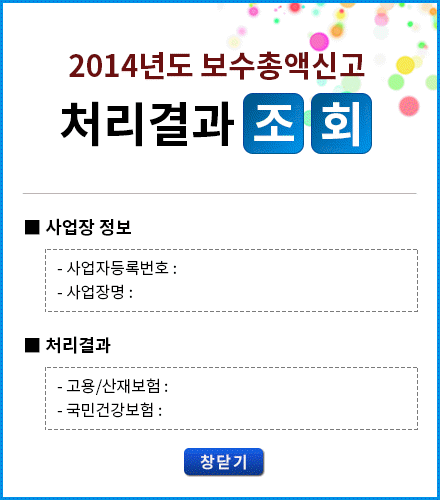 2014년도 보수총액신고
처리결과 조회
■ 사업장 정보
- 사업자등록번호 :
- 사업장명 :
■ 처리결과
- 고용/산재보험 :
- 국민건강보험 :
창닫기